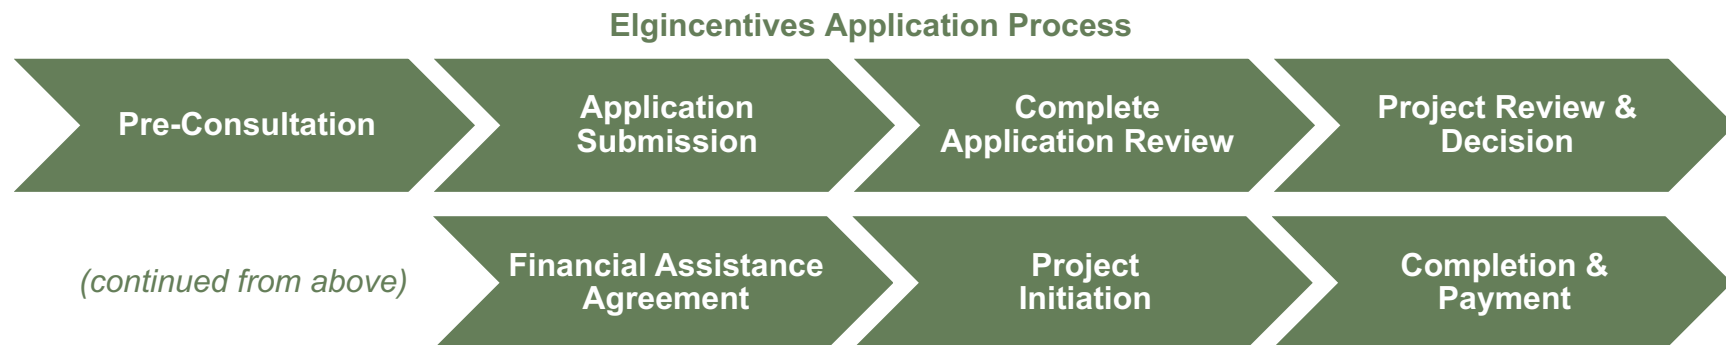 Elgincentives Application Process
Pre-Consultation
Application
Submission
Complete
Application Review
Project Review &
Decision
(continued from above)
Financial Assistance
Agreement
Project
Initiation
Completion &
Payment